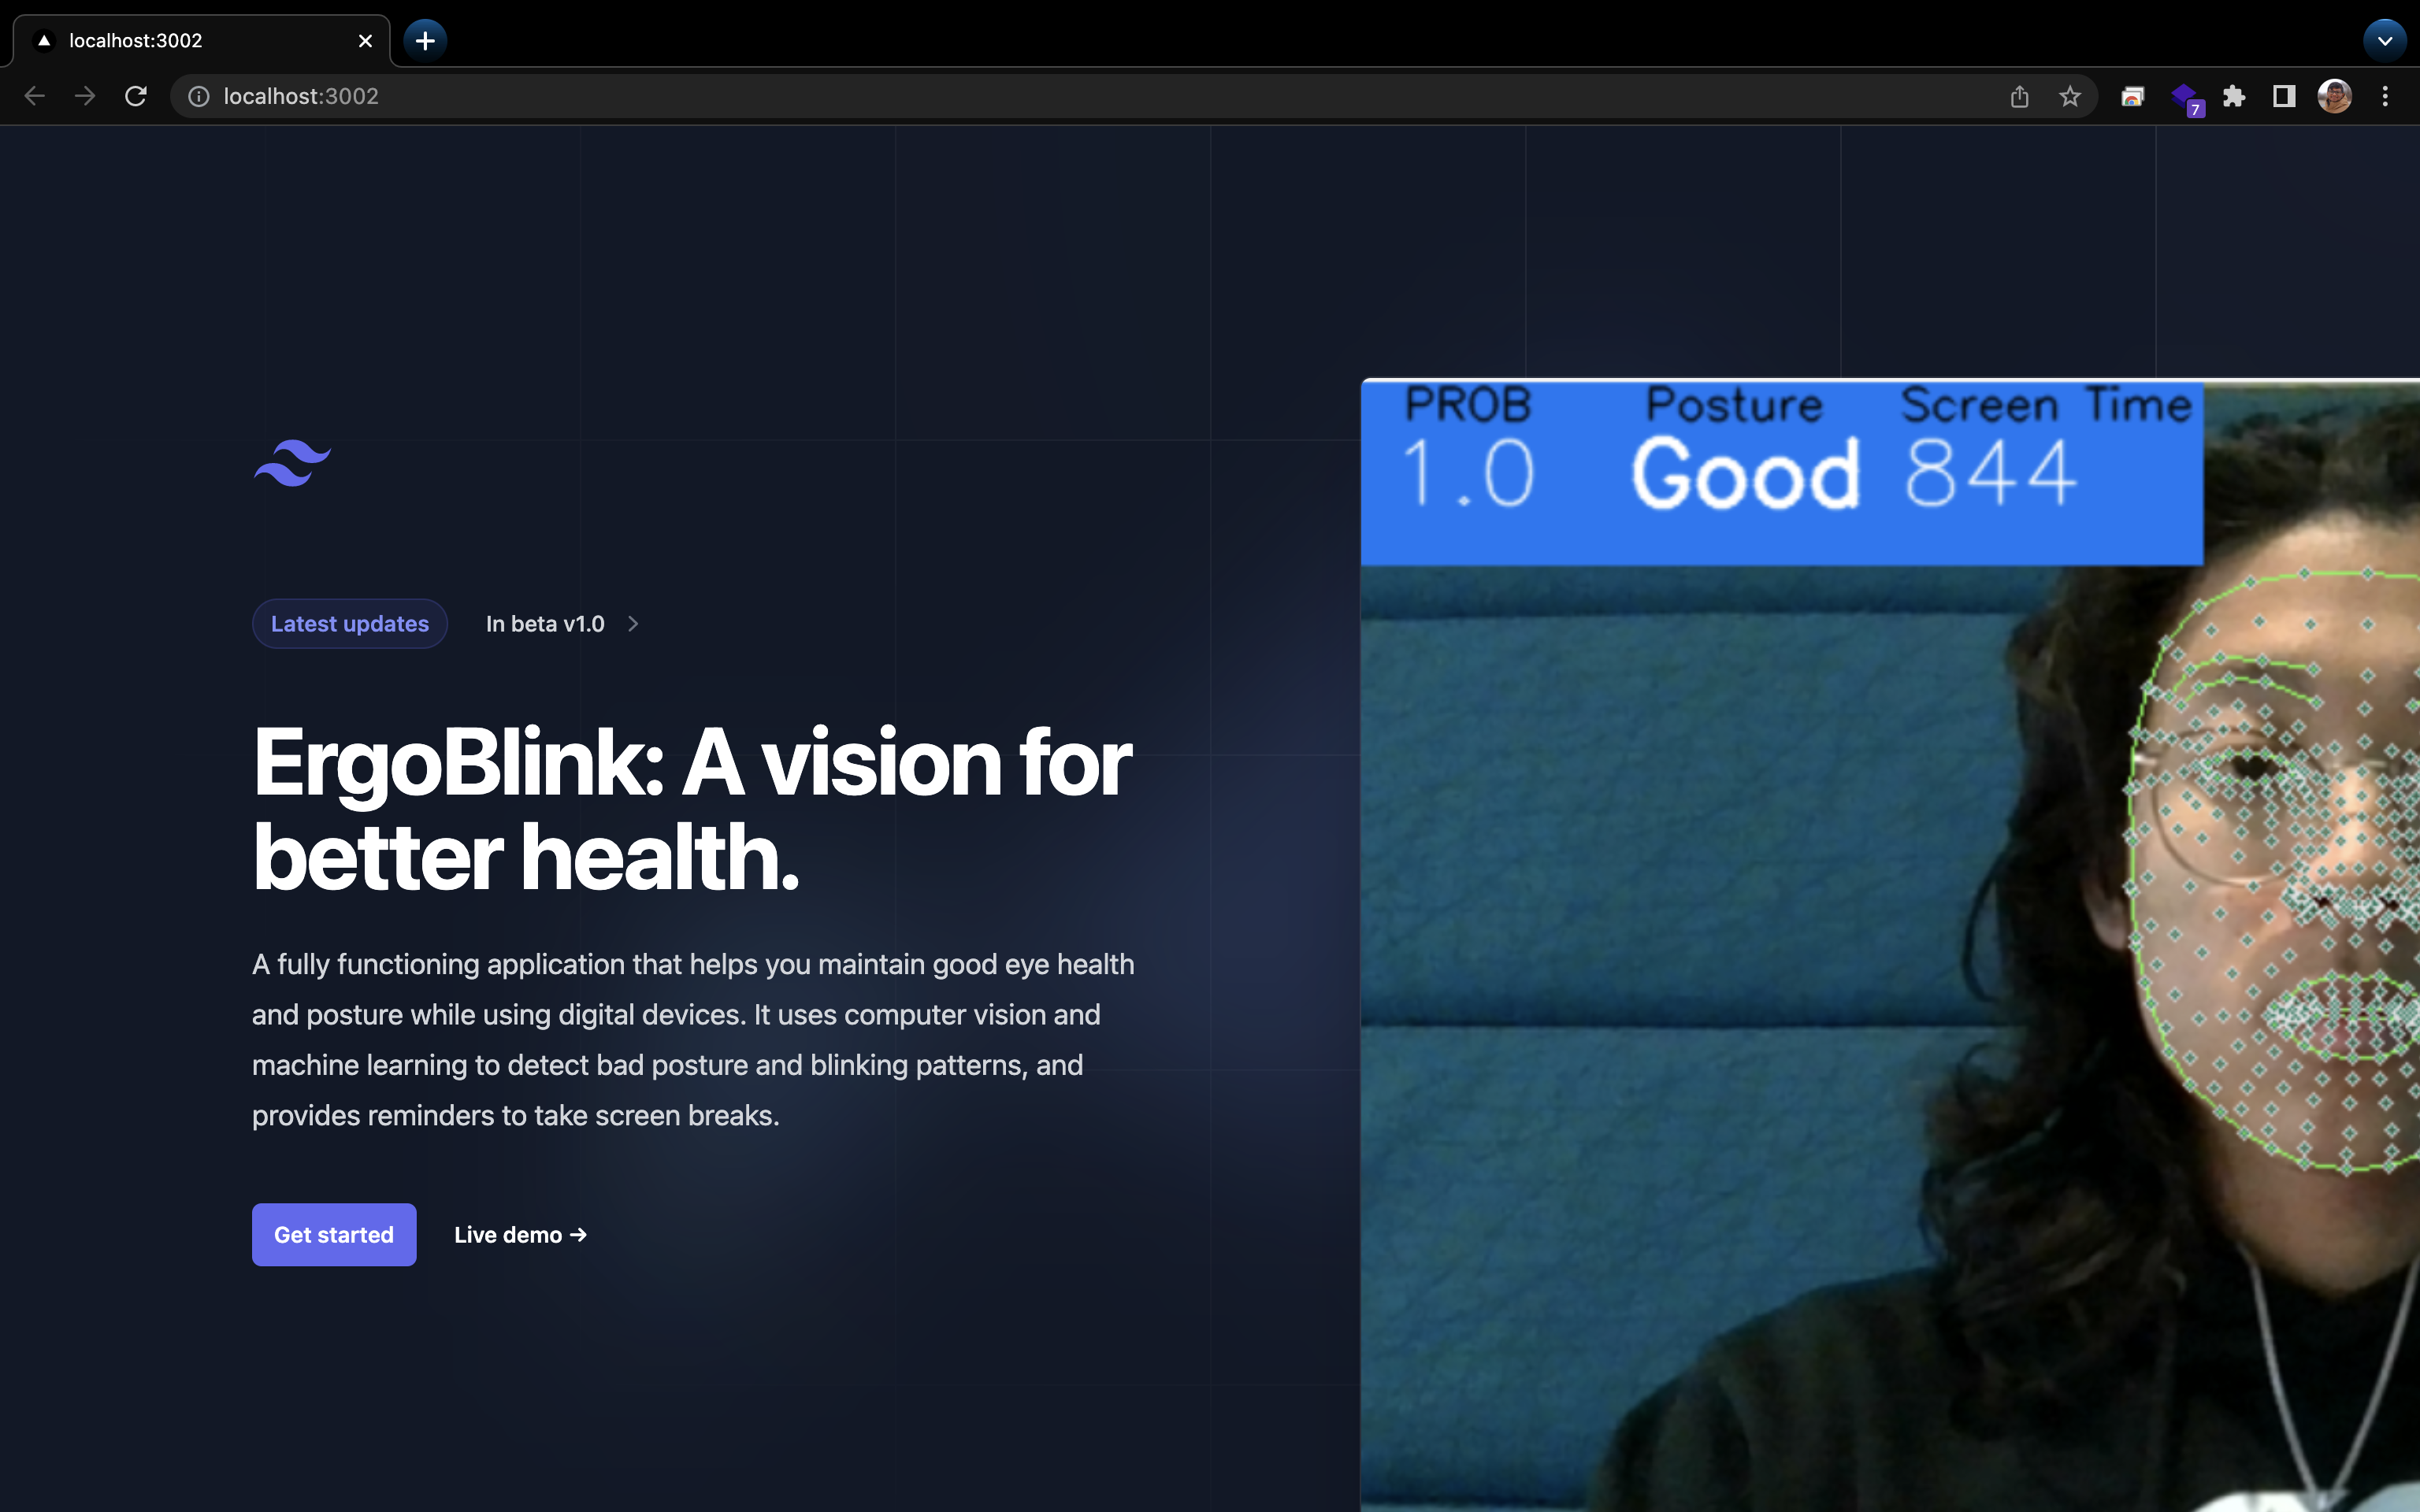 localhost:3002
localhost:3002
7
PROB Posture Screen Time
1.0 Good 844
Latest updates In beta v1.0
ErgoBlink: A vision for
better health.
A fully functioning application that helps you maintain good eye health
and posture while using digital devices. It uses computer vision and
machine learning to detect bad posture and blinking patterns, and
provides reminders to take screen breaks.
Get started Live demo →